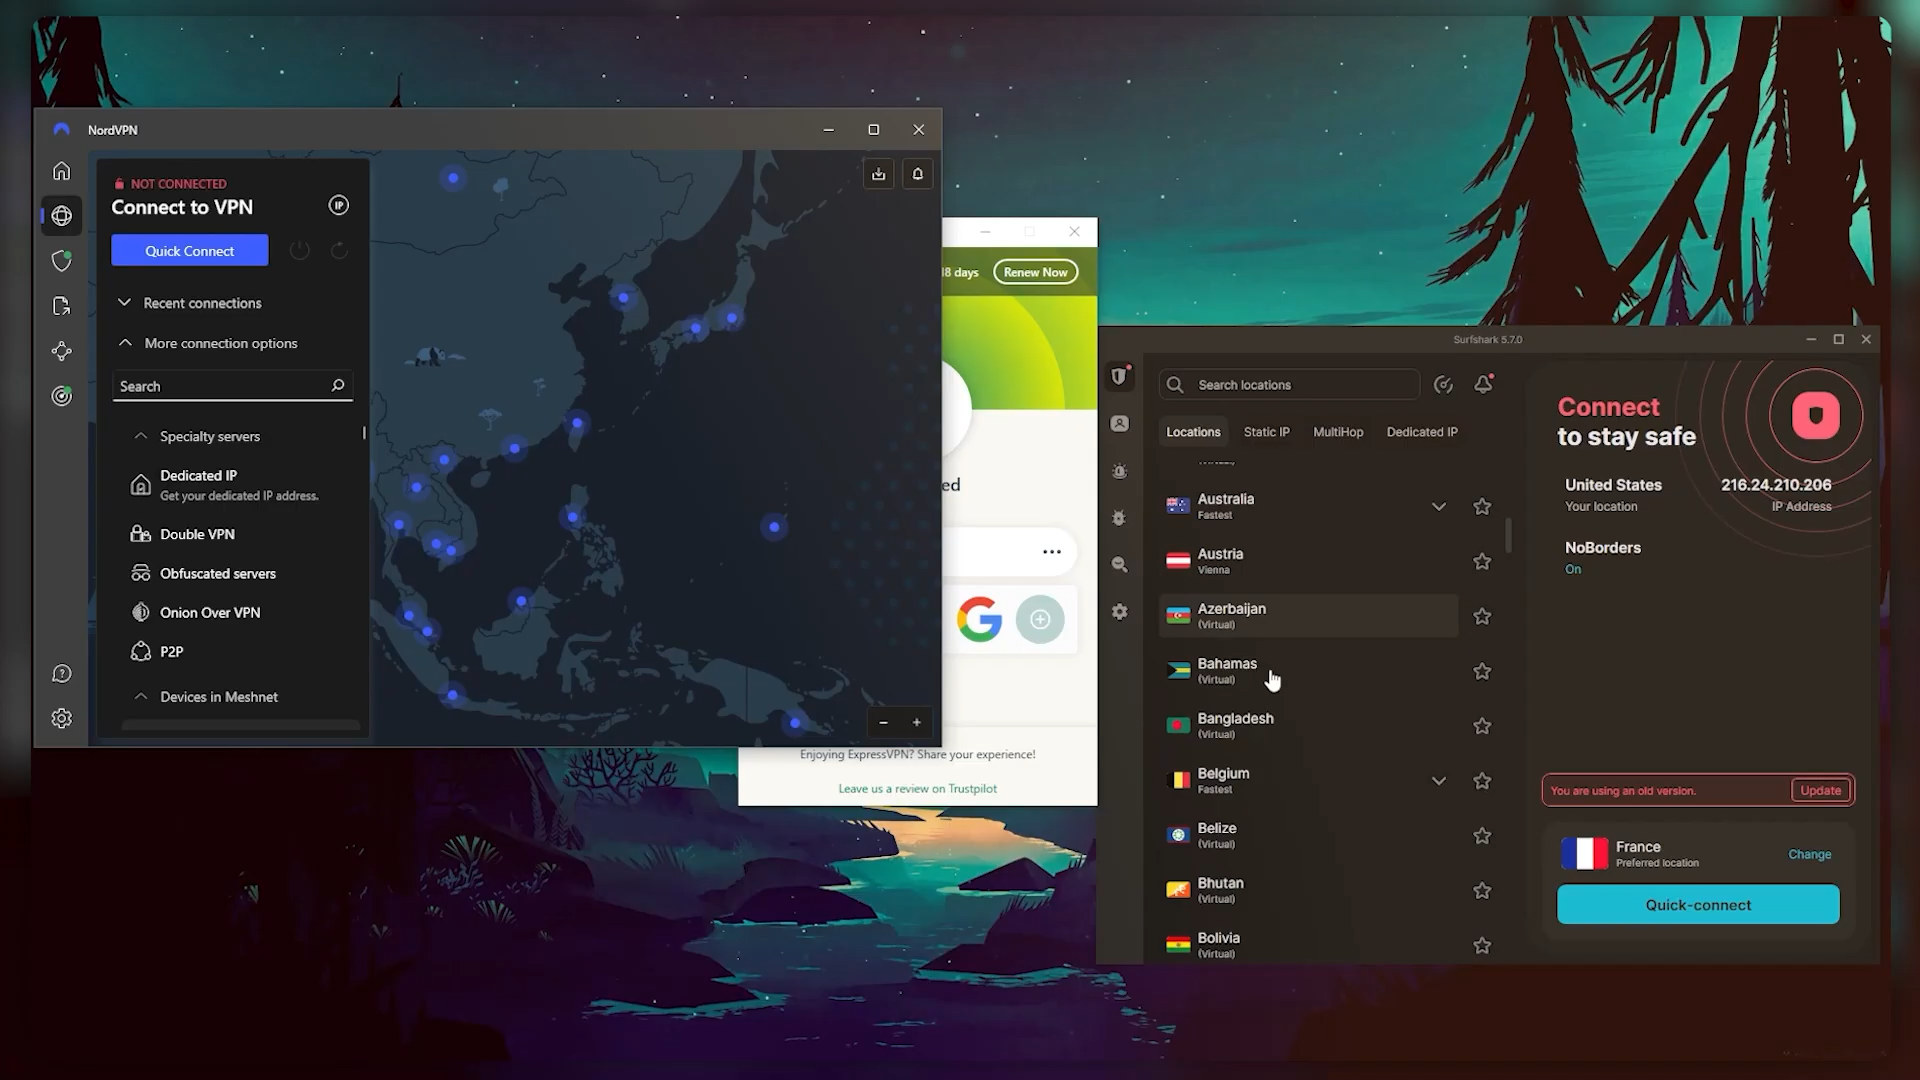 NordVPN
NOT CONNECTED
Connect to VPN
IP
Quick Connect
Recent connections
More connection options
Search
Specialty servers
Dedicated IP
Get your dedicated IP address.
Double VPN
Obfuscated servers
Onion Over VPN
P2P
Devices in Meshnet
8 days
Renew Now
ed
Enjoying ExpressVPN? Share your experience!
Leave us a review on Trustpilot
Surfshark 5.7.0
Search locations
Locations
Static IP
MultiHop
Dedicated IP
Australia
Fastest
Austria
Vienna
Azerbaijan
(Virtual)
Bahamas
(Virtual)
Bangladesh
(Virtual)
Belgium
Fastest
Belize
(Virtual)
Bhutan
(Virtual)
Bolivia
(Virtual)
Connect
to stay safe
United States
Your location
216.24.210.206
IP Address
NoBorders
On
You are using an old version.
Update
France
Preferred location
Change
Quick-connect